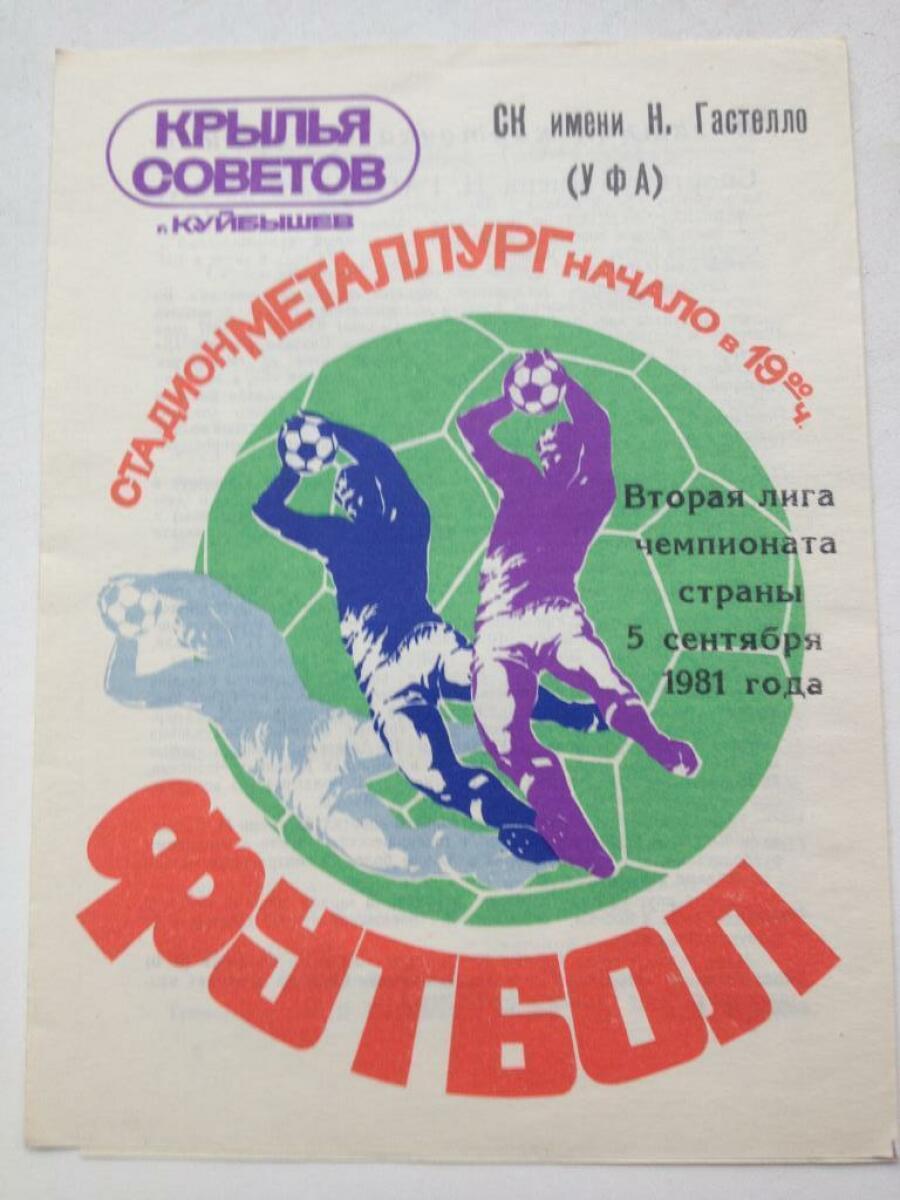 КРЫЛЬЯ
СОВЕТОВ
г. КУЙБЫШЕВ
СК имени Н. Гастелло
(УФА)
СТАДИОН МЕТАЛЛУРГ НАЧАЛО в 19 00 ч.
Вторая лига
чемпионата
страны
5 сентября
1981 года
ФУТБОЛ